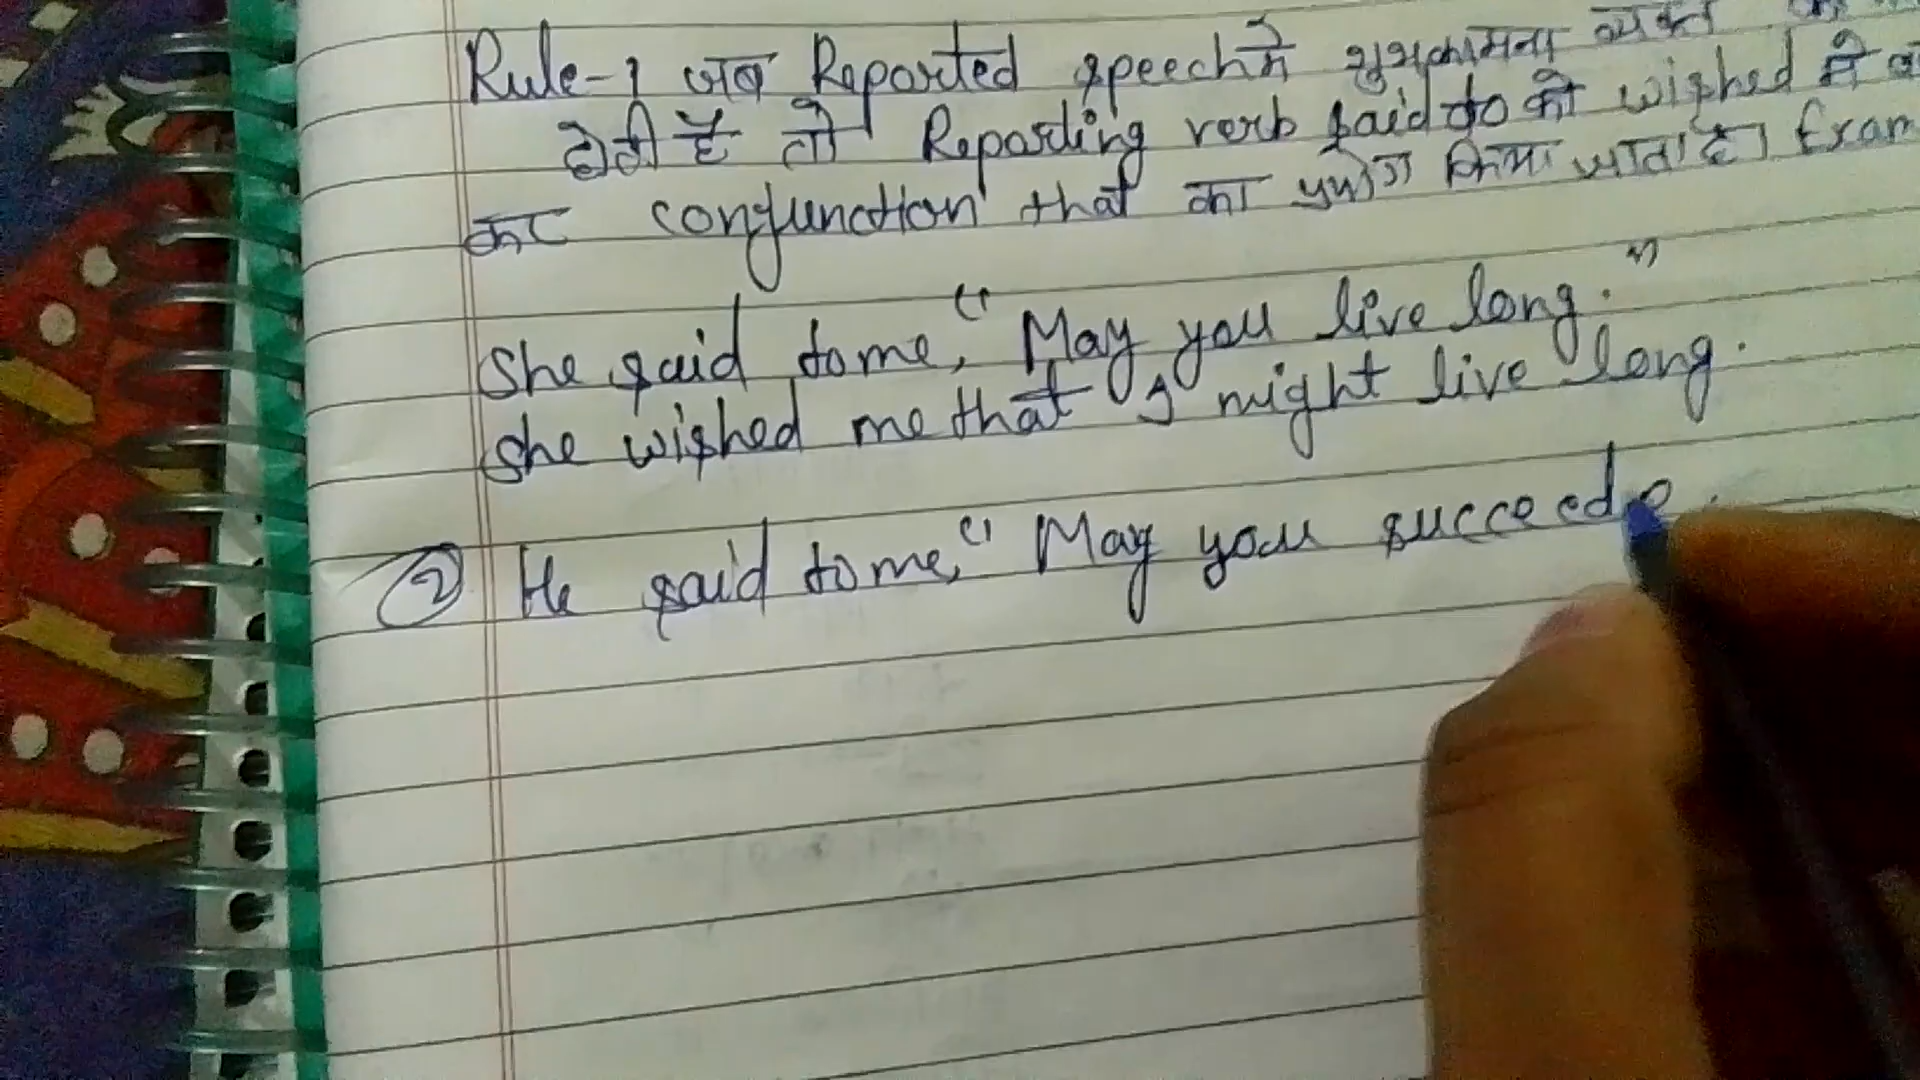 Rule-1 जब Reported speech में शुभकामना व्यक्त
होती है तो Reporting verb said to को wished में
कर conjunction that का प्रयोग किया जाता है।
She said to me, "May you live long."
She wished me that I might live long.
② He said to me, "May you succeed